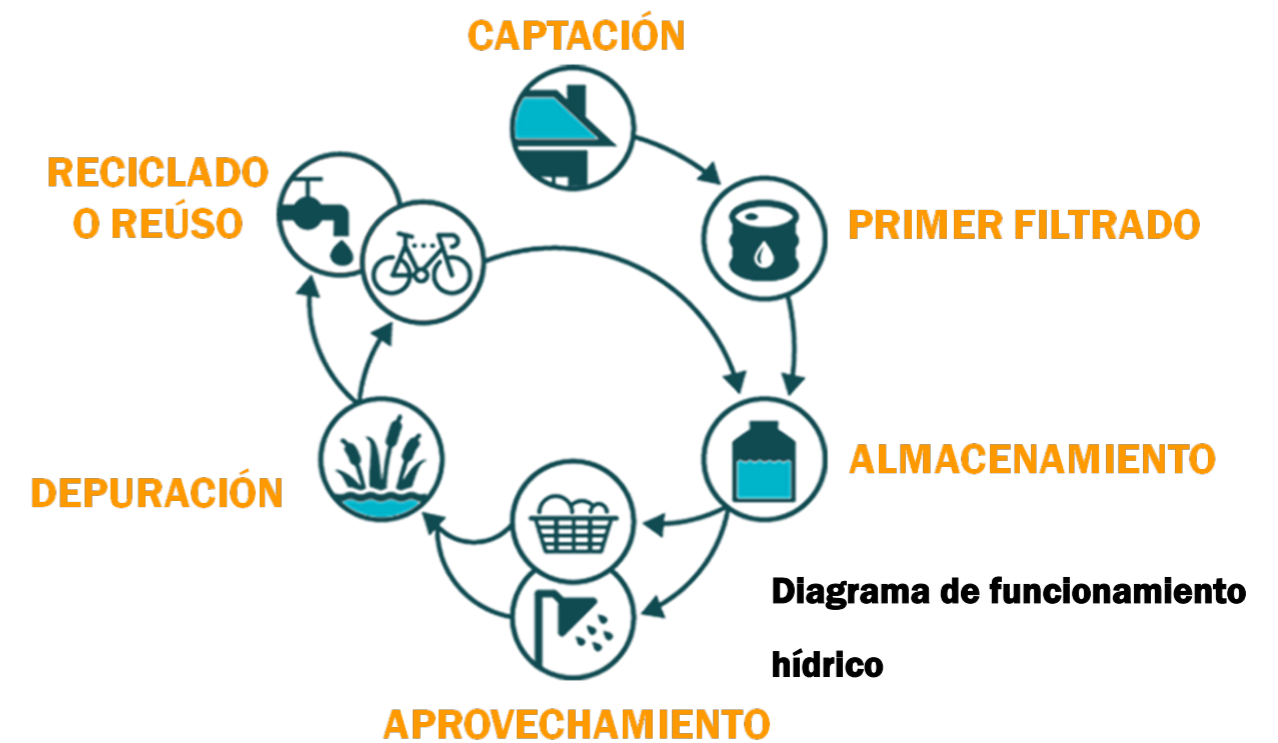 CAPTACIÓN
RECICLADO
O REÚSO
PRIMER FILTRADO
ALMACENAMIENTO
DEPURACIÓN
Diagrama de funcionamiento
hídrico
APROVECHAMIENTO